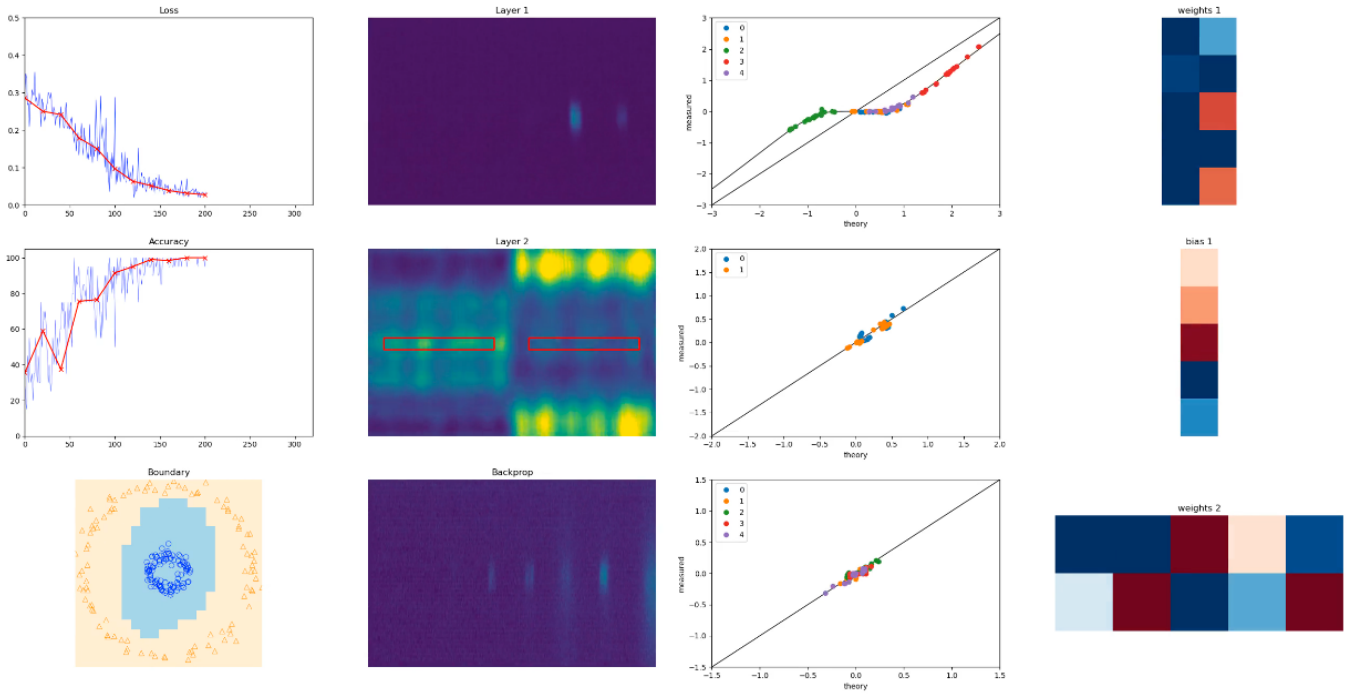 Loss
0.5
0.4
0.3
0.2
0.1
0.0
0 50 100 150 200 250 300
Layer 1
3
2
1
0
−1
−2
−3
measured
0
1
2
3
4
−3 −2 −1 0 1 2 3
theory
weights 1
Accuracy
100
80
60
40
20
0
0 50 100 150 200 250 300
Layer 2
2.0
1.5
1.0
0.5
0.0
−0.5
−1.0
−1.5
−2.0
measured
0
1
−2.0 −1.5 −1.0 −0.5 0.0 0.5 1.0 1.5 2.0
theory
bias 1
Boundary
Backprop
1.5
1.0
0.5
0.0
−0.5
−1.0
−1.5
measured
0
1
2
3
4
−1.5 −1.0 −0.5 0.0 0.5 1.0 1.5
theory
weights 2